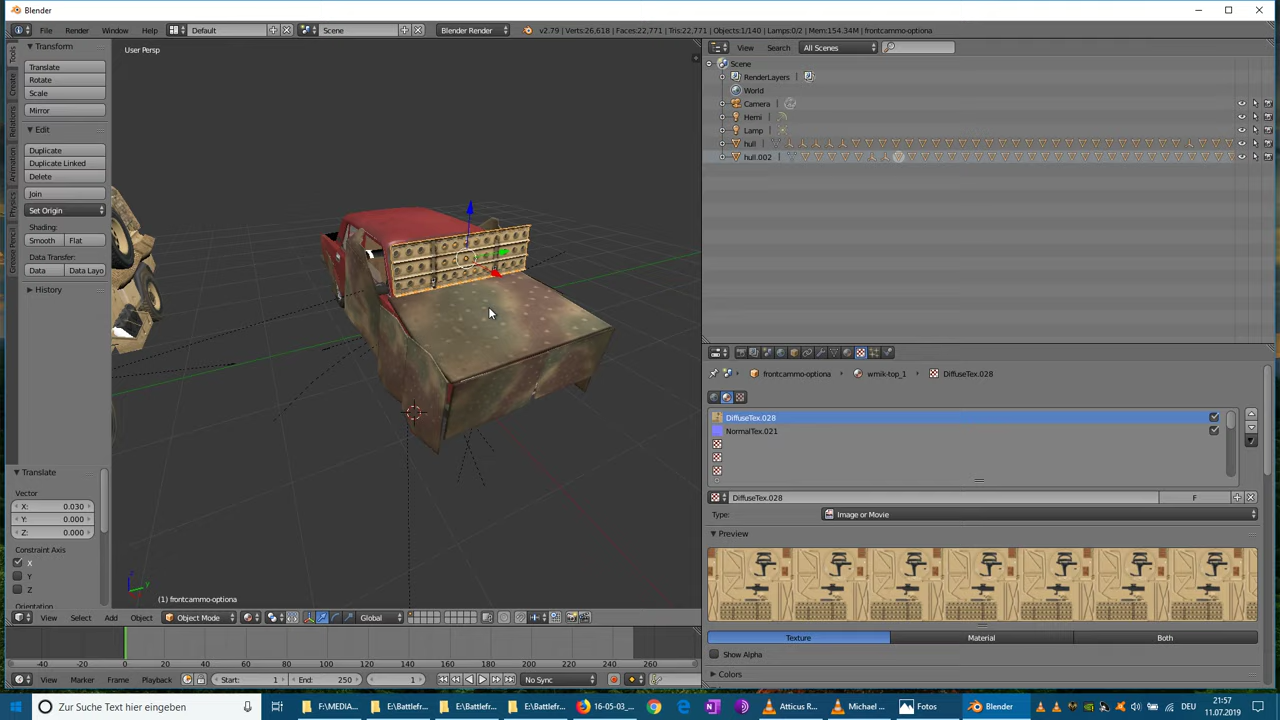 Blender
File Render Window Help Default Scene Blender Render v2.79 | Verts:26,618 | Faces:22,771 | Tris:22,771 | Objects:1/140 | Lamps:0/2 | Mem:154.34M | frontcammo-optiona
View Search All Scenes
Tools
Create
Relations
Animation
Physics
Grease Pencil
Transform
Translate
Rotate
Scale
Mirror
Edit
Duplicate
Duplicate Linked
Delete
Join
Set Origin
Shading:
Smooth Flat
Data Transfer:
Data Data Layo
History
Translate
Vector
X: 0.030
Y: 0.000
Z: 0.000
Constraint Axis
X
Y
Z
Orientation
User Persp
(1) frontcammo-optiona
View Select Add Object Object Mode Global
-40 -20 0 20 40 60 80 100 120 140 160 180 200 220 240 260
View Marker Frame Playback Start: 1 End: 250 1 No Sync
Scene
RenderLayers
World
Camera
Hemi
Lamp
hull
hull.002
frontcammo-optiona wmik-top_1 DiffuseTex.028
DiffuseTex.028
NormalTex.021
DiffuseTex.028 F
Type: Image or Movie
Preview
Texture Material Both
Show Alpha
Colors
Zur Suche Text hier eingeben
F:\MEDIA... E:\Battlefr... E:\Battlefr... E:\Battlefr... 16-05-03_... Atticus R... Michael ... Fotos Blender DEU
21:57
11.07.2019